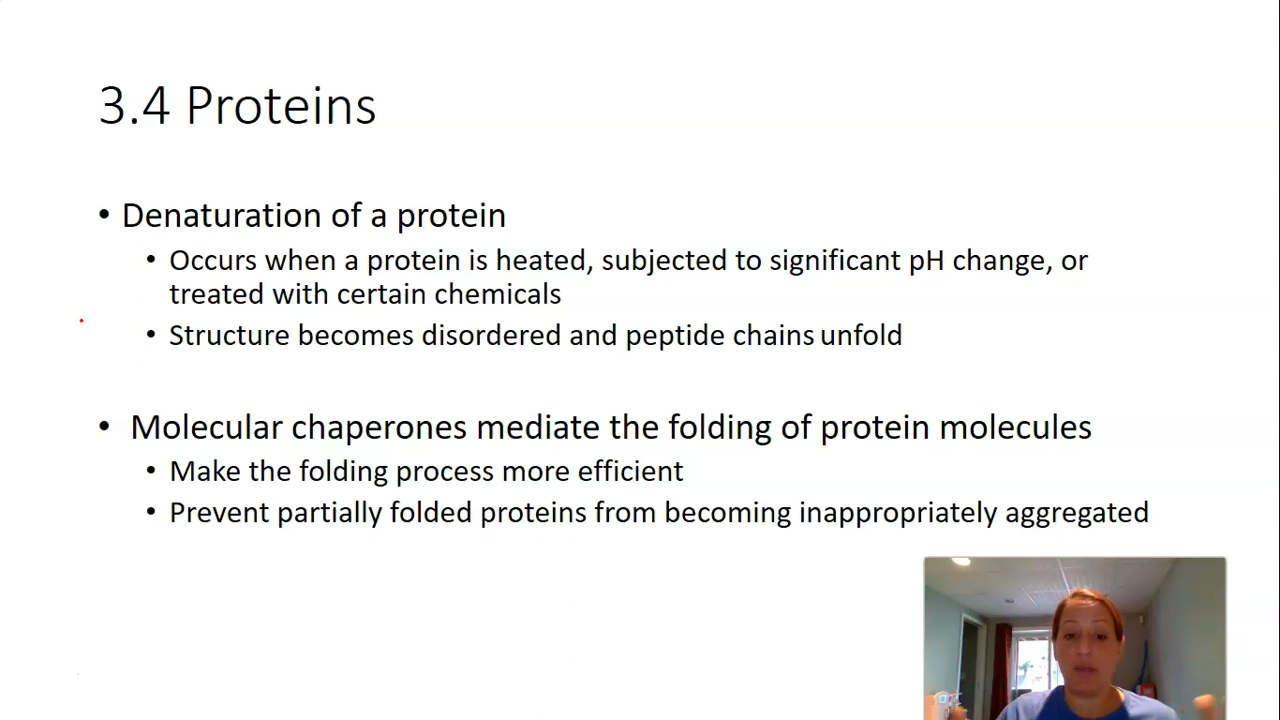 3.4 Proteins
• Denaturation of a protein
• Occurs when a protein is heated, subjected to significant pH change, or
treated with certain chemicals
• Structure becomes disordered and peptide chains unfold
• Molecular chaperones mediate the folding of protein molecules
• Make the folding process more efficient
• Prevent partially folded proteins from becoming inappropriately aggregated